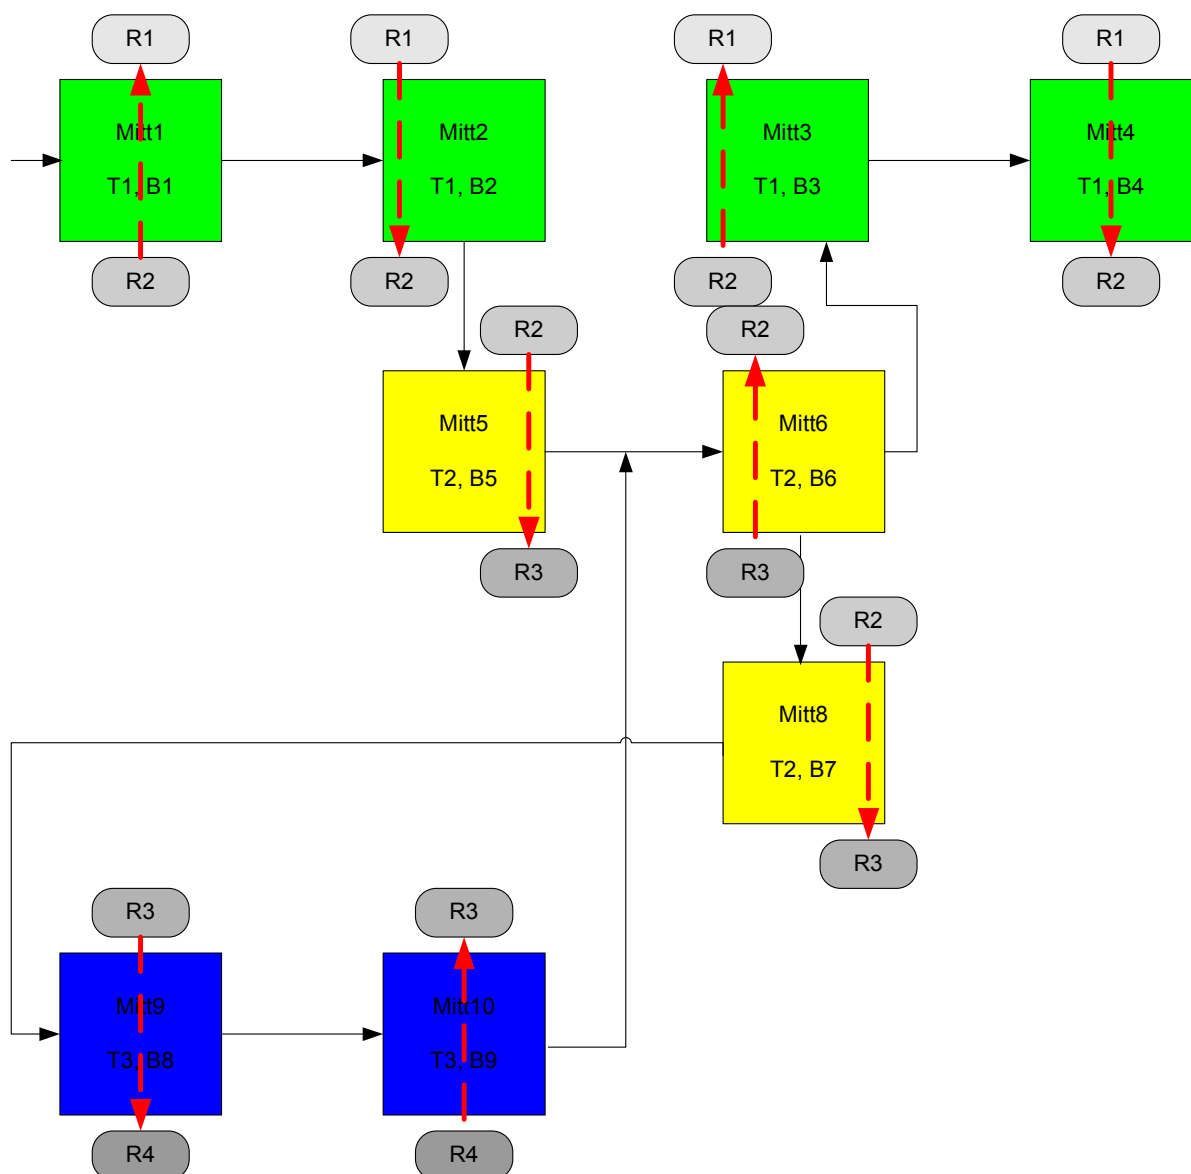 R1
R1
R1
R1
Mitt1
T1, B1
Mitt2
T1, B2
Mitt3
T1, B3
Mitt4
T1, B4
R2
R2
R2
R2
R2
R2
Mitt5
T2, B5
Mitt6
T2, B6
R3
R3
R2
Mitt8
T2, B7
R3
R3
R3
Mitt9
T3, B8
Mitt10
T3, B9
R4
R4